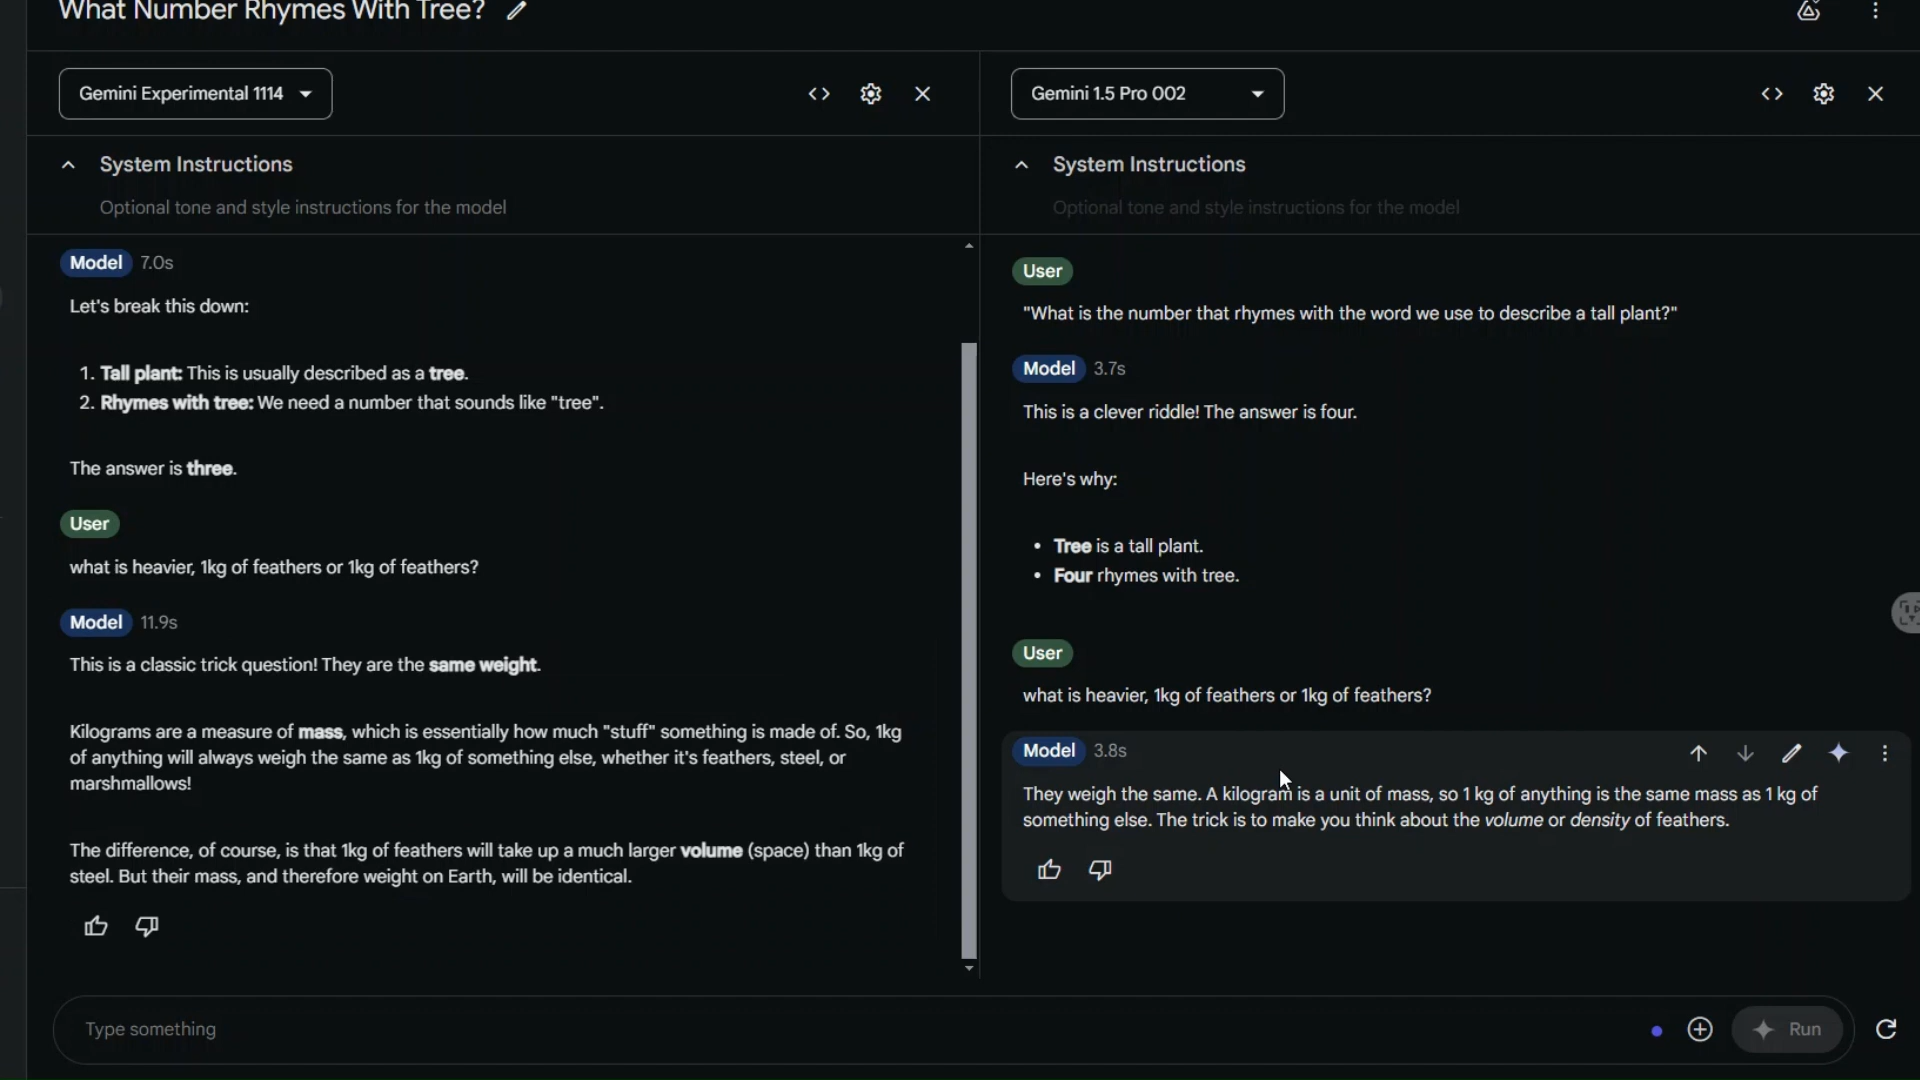 What Number Rhymes With Tree?
Gemini Experimental 1114
System Instructions
Optional tone and style instructions for the model
Model 7.0s
Let's break this down:
1. Tall plant: This is usually described as a tree.
2. Rhymes with tree: We need a number that sounds like "tree".
The answer is three.
User
what is heavier, 1kg of feathers or 1kg of feathers?
Model 11.9s
This is a classic trick question! They are the same weight.
Kilograms are a measure of mass, which is essentially how much "stuff" something is made of. So, 1kg
of anything will always weigh the same as 1kg of something else, whether it's feathers, steel, or
marshmallows!
The difference, of course, is that 1kg of feathers will take up a much larger volume (space) than 1kg of
steel. But their mass, and therefore weight on Earth, will be identical.
Gemini 1.5 Pro 002
System Instructions
Optional tone and style instructions for the model
User
"What is the number that rhymes with the word we use to describe a tall plant?"
Model 3.7s
This is a clever riddle! The answer is four.
Here's why:
• Tree is a tall plant.
• Four rhymes with tree.
User
what is heavier, 1kg of feathers or 1kg of feathers?
Model 3.8s
They weigh the same. A kilogram is a unit of mass, so 1 kg of anything is the same mass as 1 kg of
something else. The trick is to make you think about the volume or density of feathers.
Type something
Run